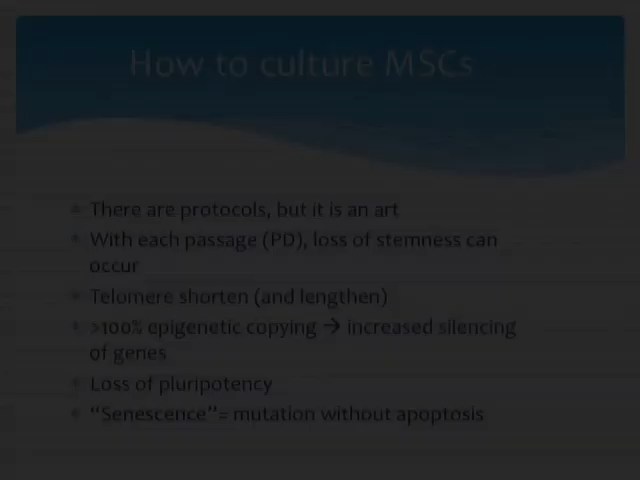 How to culture MSCs
There are protocols, but it is an art
With each passage (PD), loss of stemness can
occur
Telomere shorten (and lengthen)
>100% epigenetic copying → increased silencing
of genes
Loss of pluripotency
“Senescence”= mutation without apoptosis